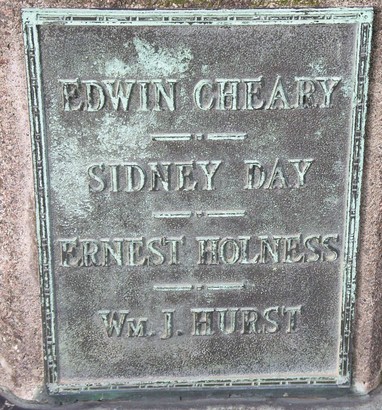 EDWIN CHEARY
SIDNEY DAY
ERNEST HOLNESS
WM. J. HURST